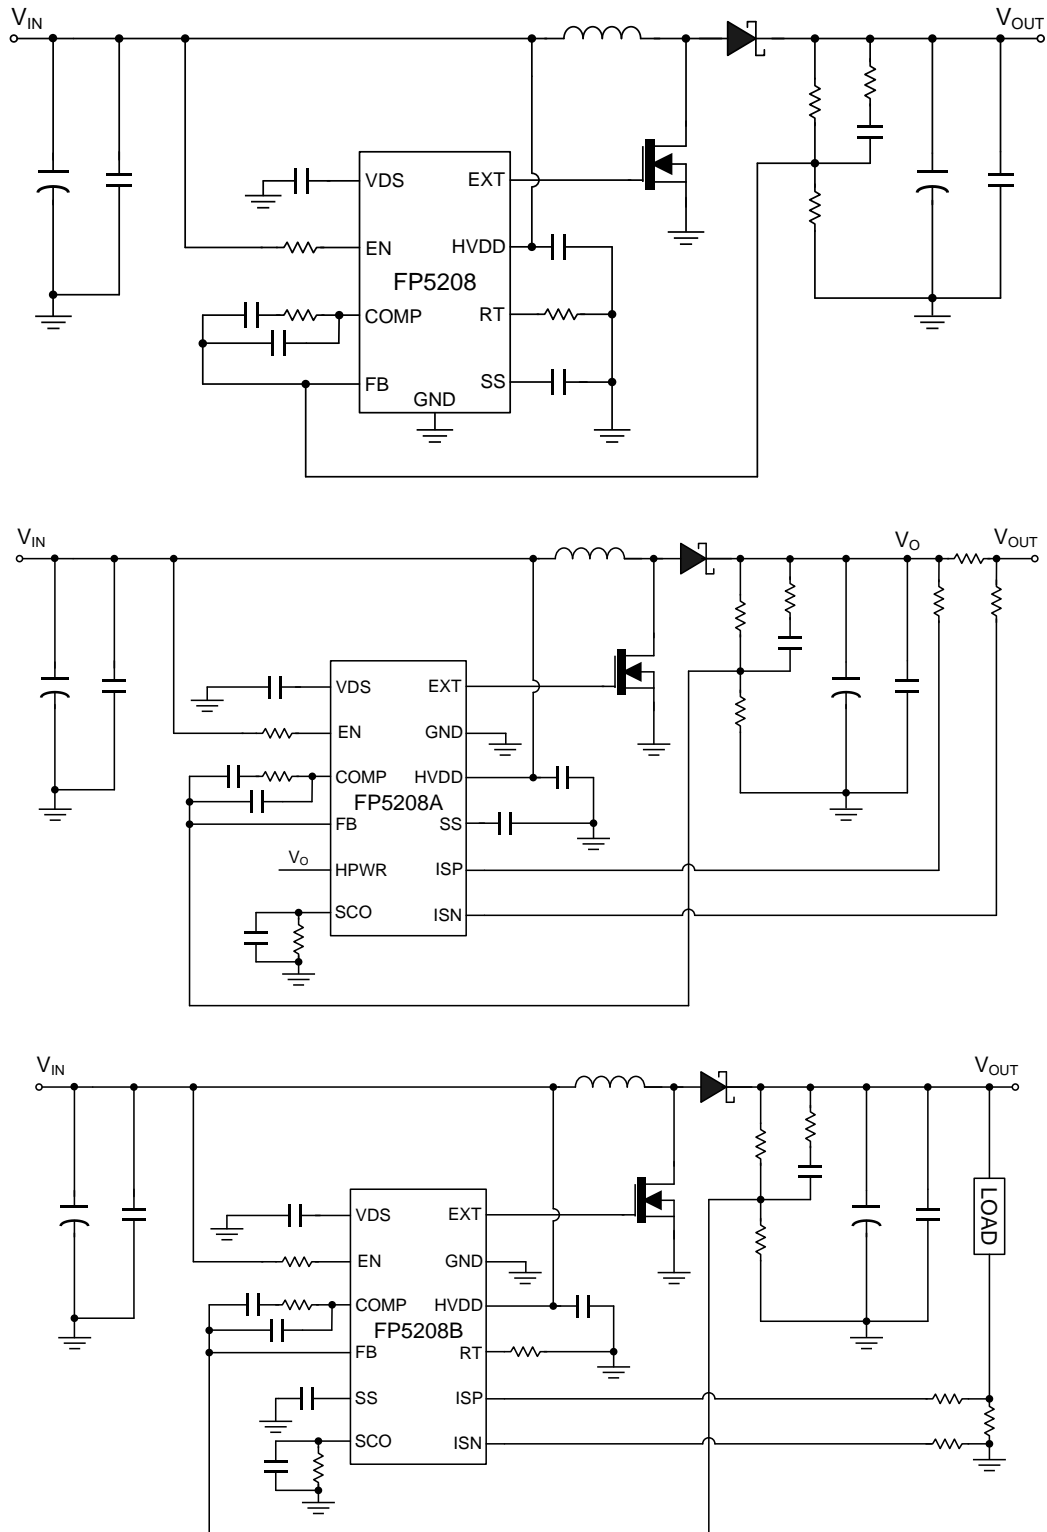 VIN
VOUT
VDS
EXT
EN
HVDD
FP5208
COMP
RT
FB
SS
GND
VIN
VO
VOUT
VDS
EXT
EN
GND
COMP
HVDD
FP5208A
FB
SS
VO
HPWR
ISP
SCO
ISN
VIN
VOUT
VDS
EXT
LOAD
EN
GND
COMP
HVDD
FP5208B
FB
RT
SS
ISP
SCO
ISN